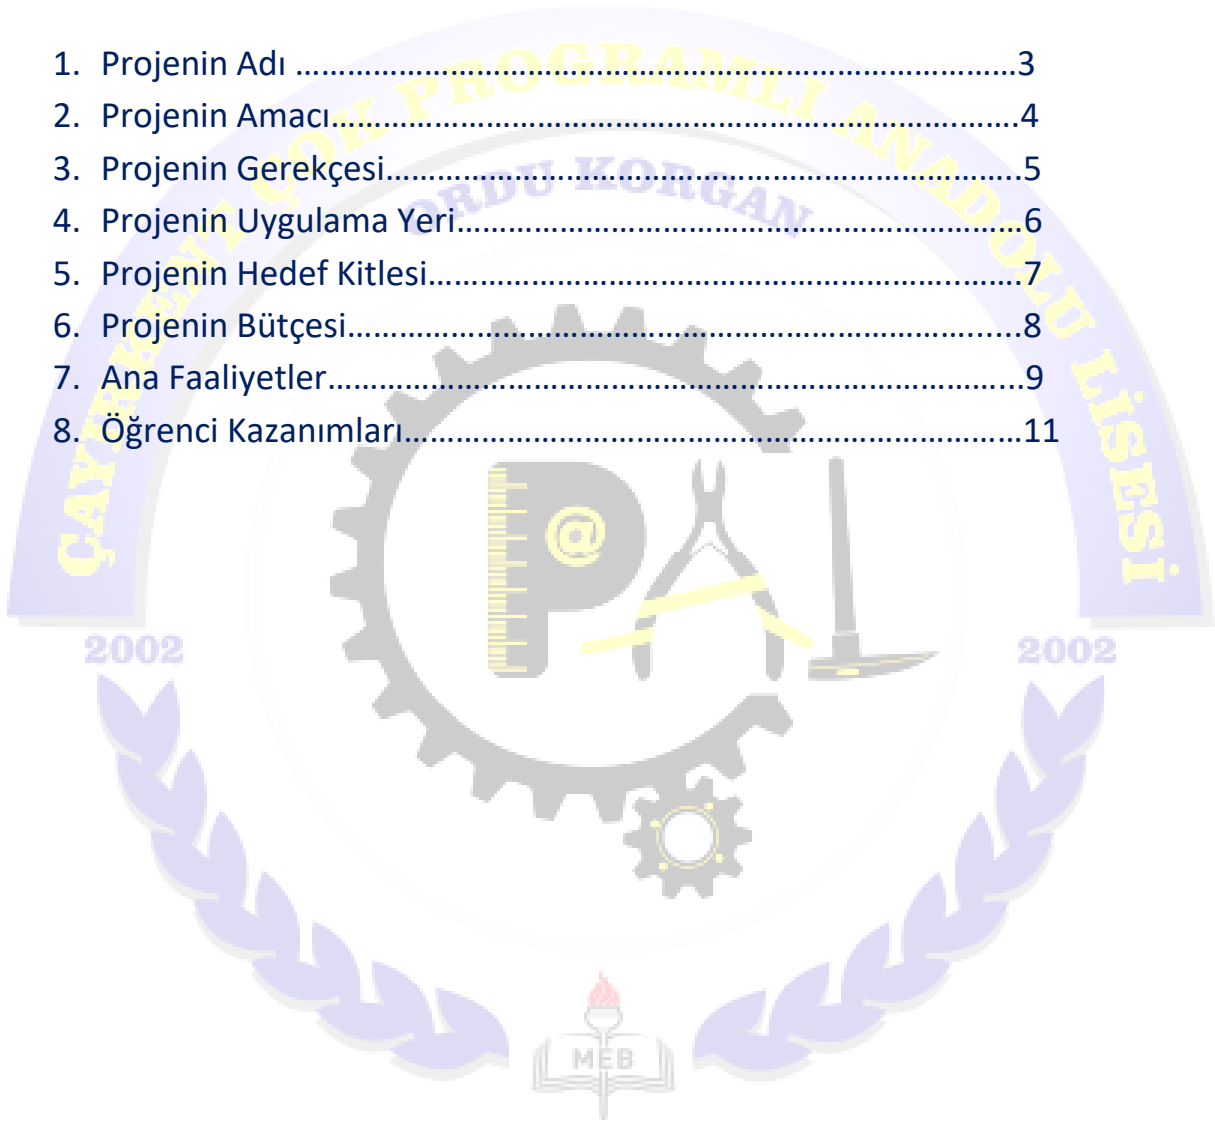 1. Projenin Adı ……………………………………………………………………………3
2. Projenin Amacı……………………………………………………………………….4
3. Projenin Gerekçesi…………………………………………………………………..5
4. Projenin Uygulama Yeri……………………………………………………………6
5. Projenin Hedef Kitlesi……………………………………………………………….7
6. Projenin Bütçesi……………………………………………………………………..8
7. Ana Faaliyetler………………………………………………………………………...9
8. Öğrenci Kazanımları………………………………………………………………11
ÇAYIRKENT ÇOK PROGRAMLI ANADOLU LİSESİ
ORDU KORGAN
P@AL
2002 2002
MEB